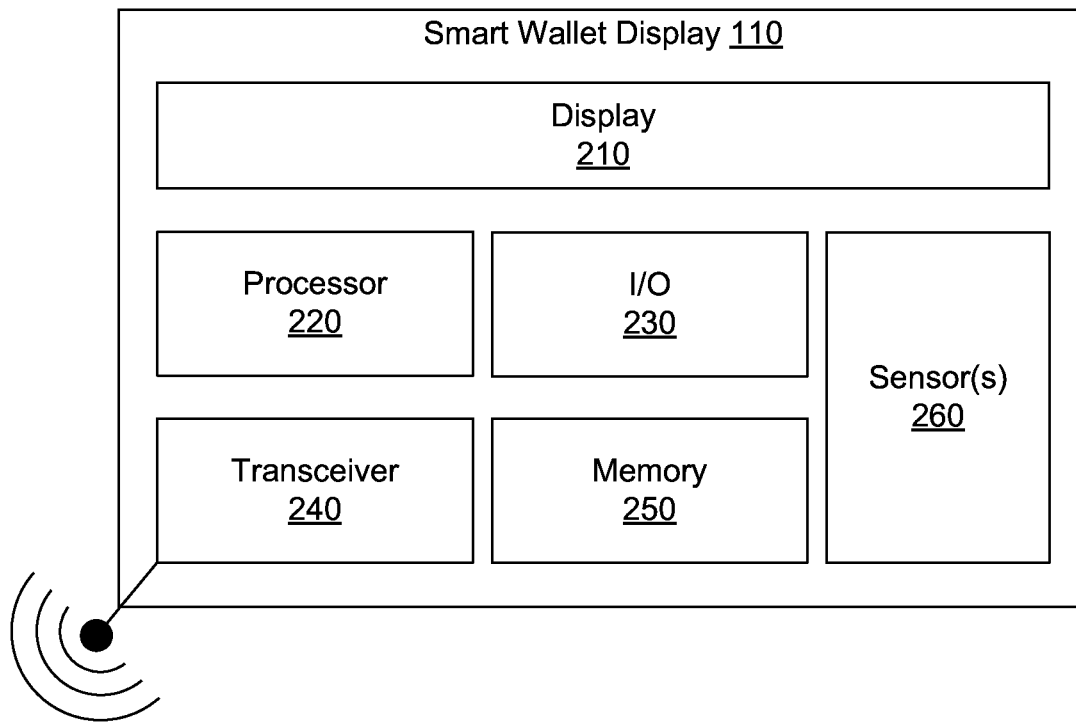 Smart Wallet Display 110
Display
210
Processor
220
I/O
230
Sensor(s)
260
Transceiver
240
Memory
250